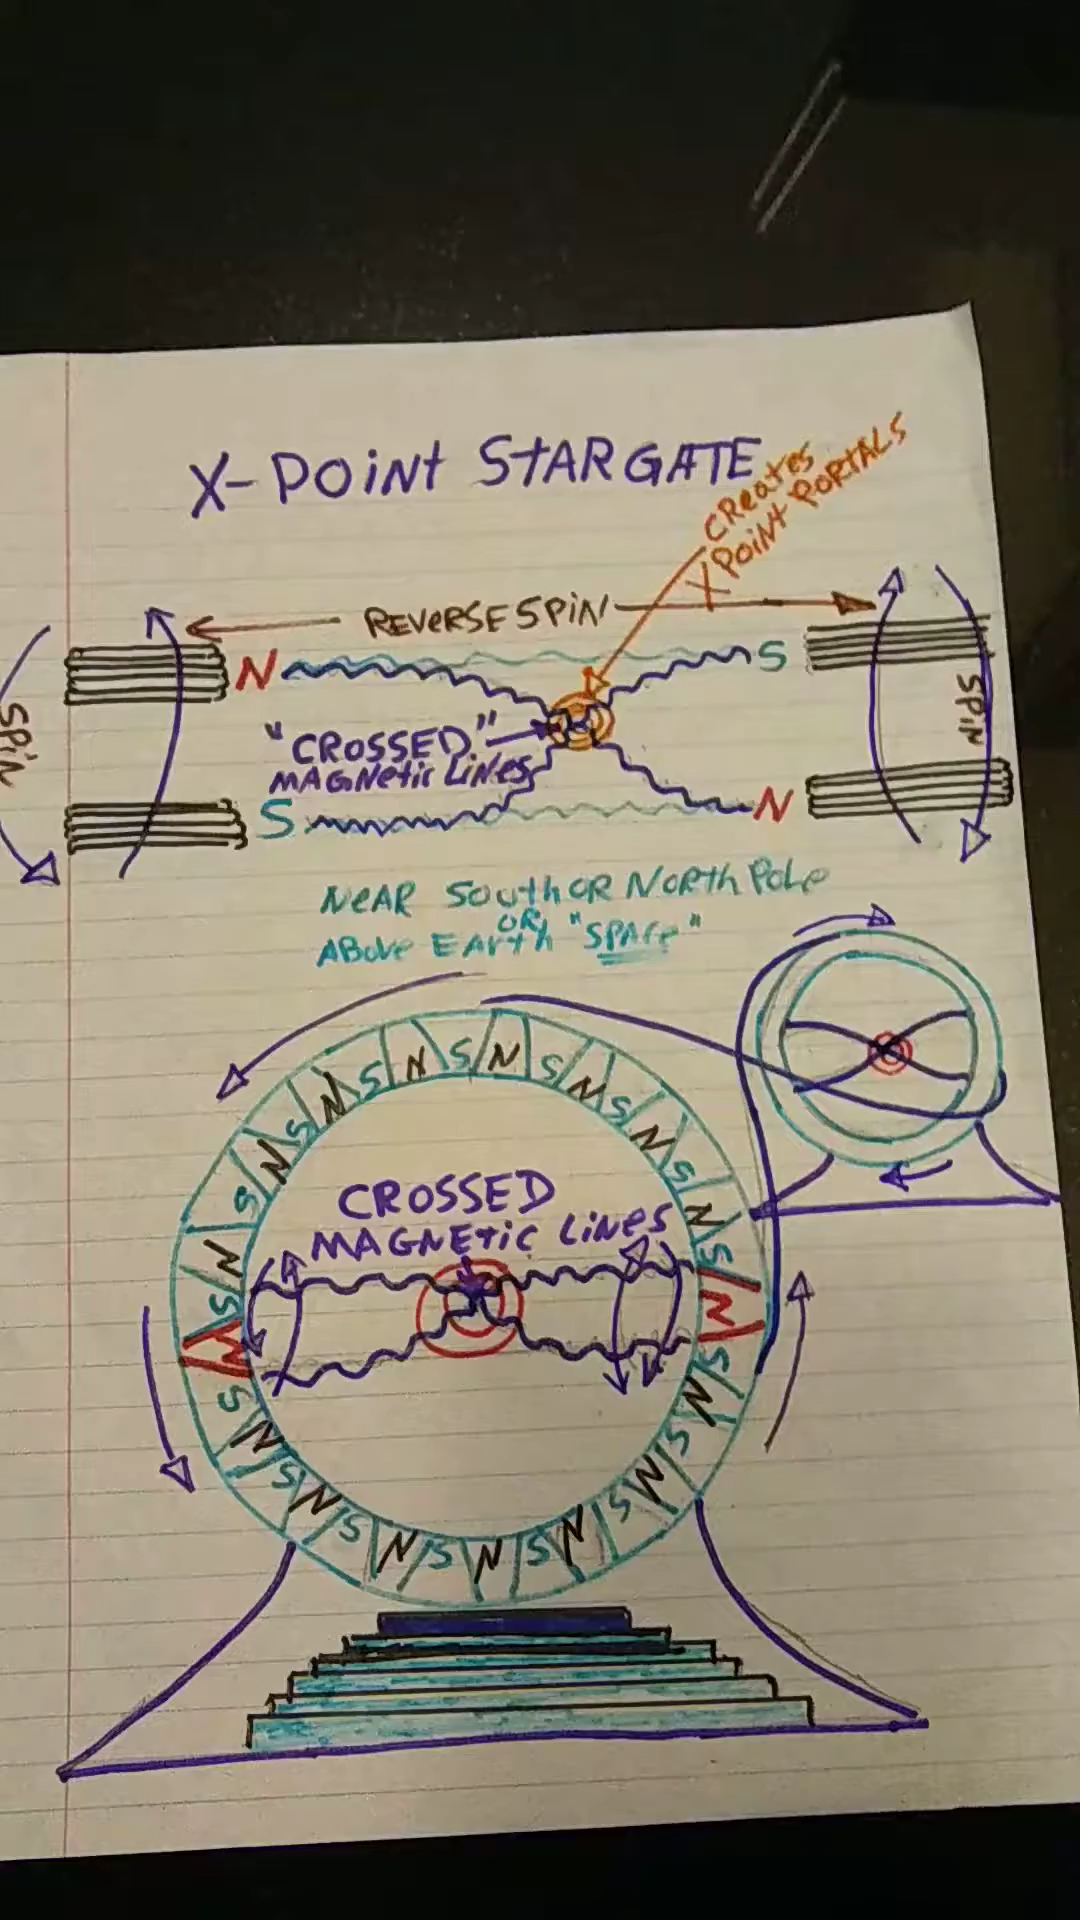 X-POINT STARGATE
CREATES
X POINT PORTALS
REVERSE SPIN
N
S
SPIN
SPIN
"CROSSED"
MAGNETIC LINES
S
N
NEAR SOUTH OR NORTH POLE
OR
ABOVE EARTH "SPACE"
N S N S N S N S N S N S N S N S N S N S N S N S N S N S
CROSSED
MAGNETIC LINES